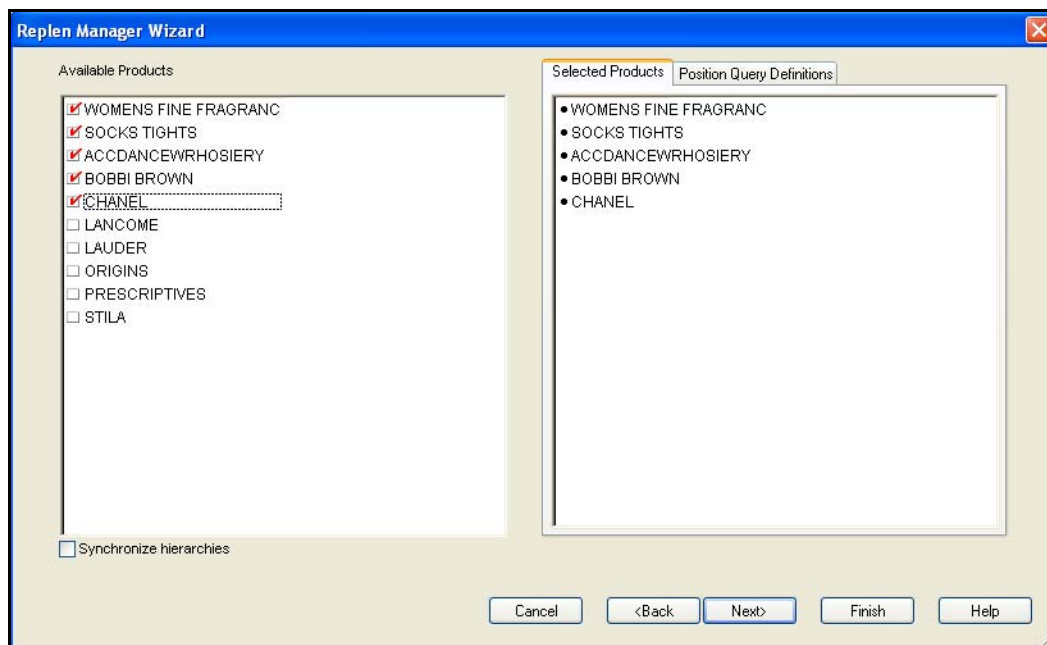 Replen Manager Wizard
Available Products
WOMENS FINE FRAGRANC
SOCKS TIGHTS
ACCDANCEWRHOSIERY
BOBBI BROWN
CHANEL
LANCOME
LAUDER
ORIGINS
PRESCRIPTIVES
STILA
Synchronize hierarchies
Selected Products Position Query Definitions
WOMENS FINE FRAGRANC
SOCKS TIGHTS
ACCDANCEWRHOSIERY
BOBBI BROWN
CHANEL
Cancel <Back Next> Finish Help